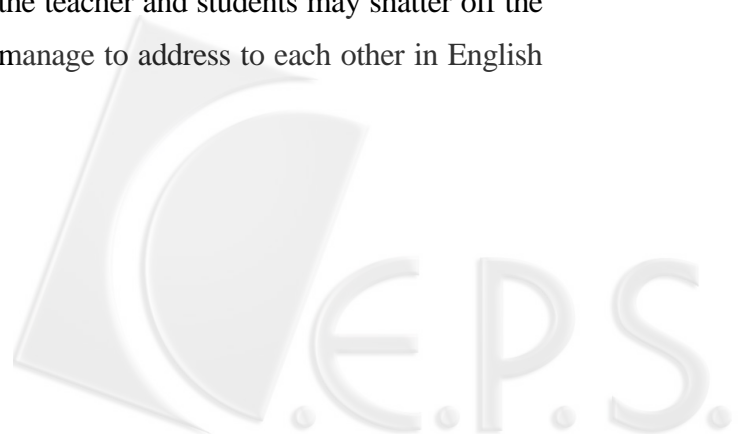 the teacher and students may shatter off the
manage to address to each other in English
C.E.P.S.